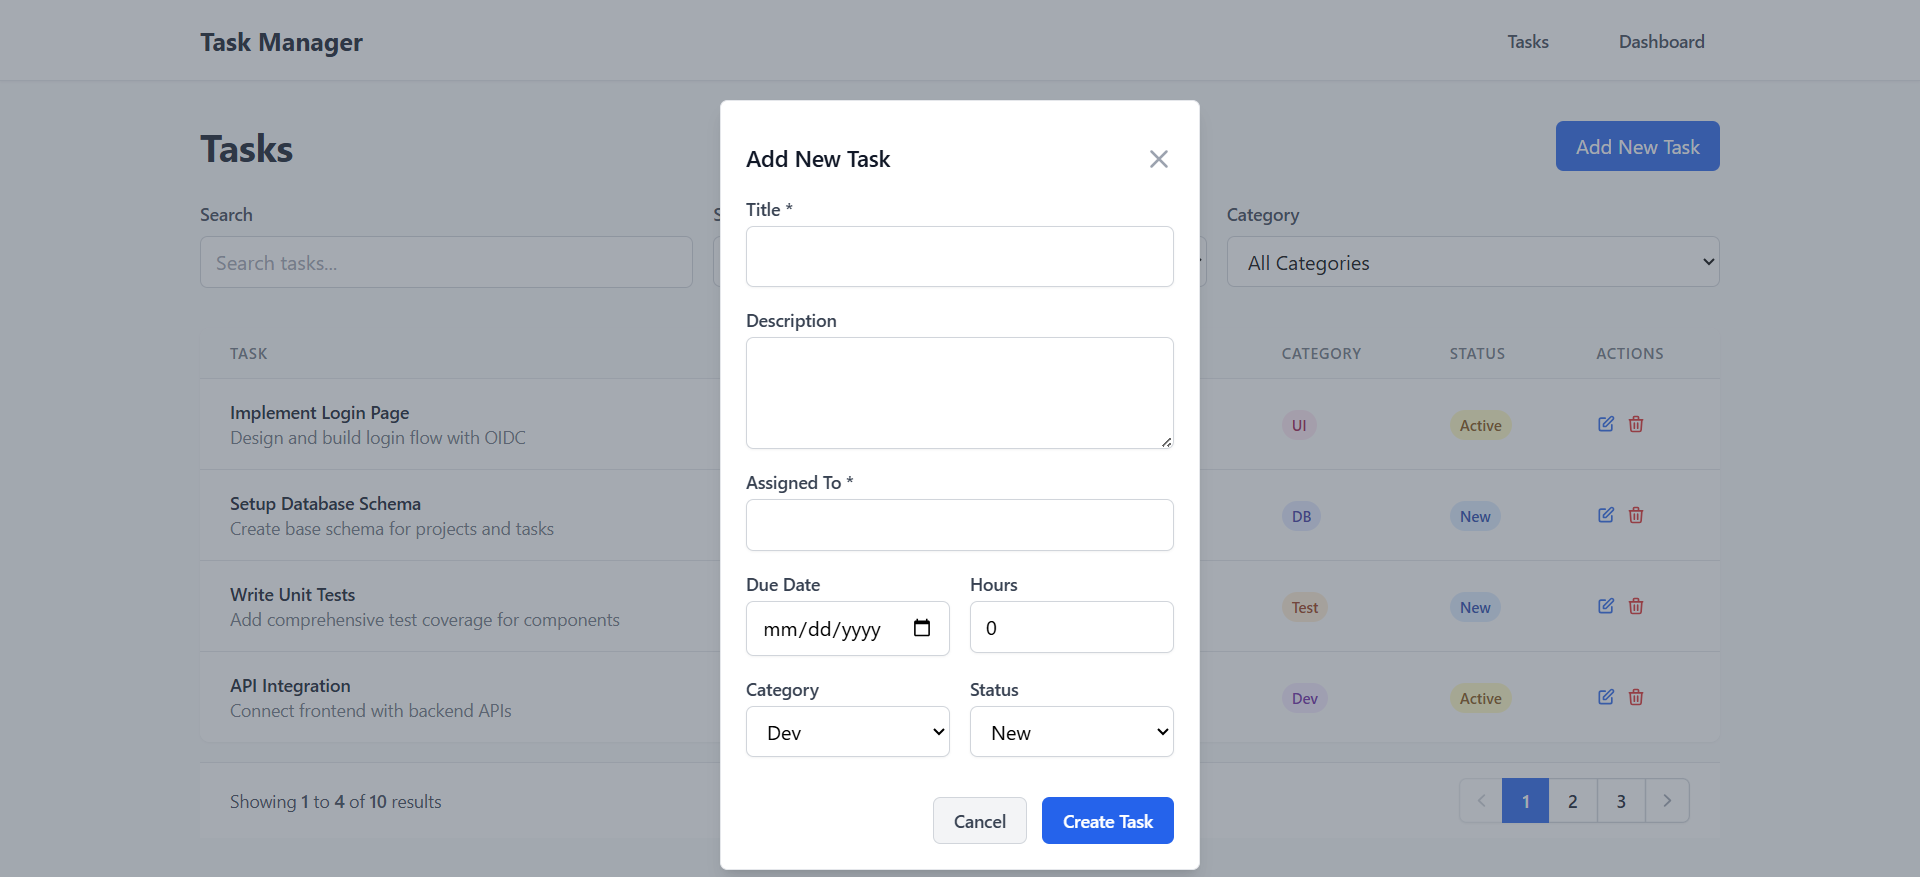 Task Manager
Tasks
Dashboard
Tasks
Add New Task
Search
Search tasks...
Category
All Categories
TASK
CATEGORY
STATUS
ACTIONS
Implement Login Page
Design and build login flow with OIDC
UI
Active
Setup Database Schema
Create base schema for projects and tasks
DB
New
Write Unit Tests
Add comprehensive test coverage for components
Test
New
API Integration
Connect frontend with backend APIs
Dev
Active
Showing 1 to 4 of 10 results
1
2
3
Add New Task
Title *
Description
Assigned To *
Due Date
Hours
mm/dd/yyyy
0
Category
Status
Dev
New
Cancel
Create Task